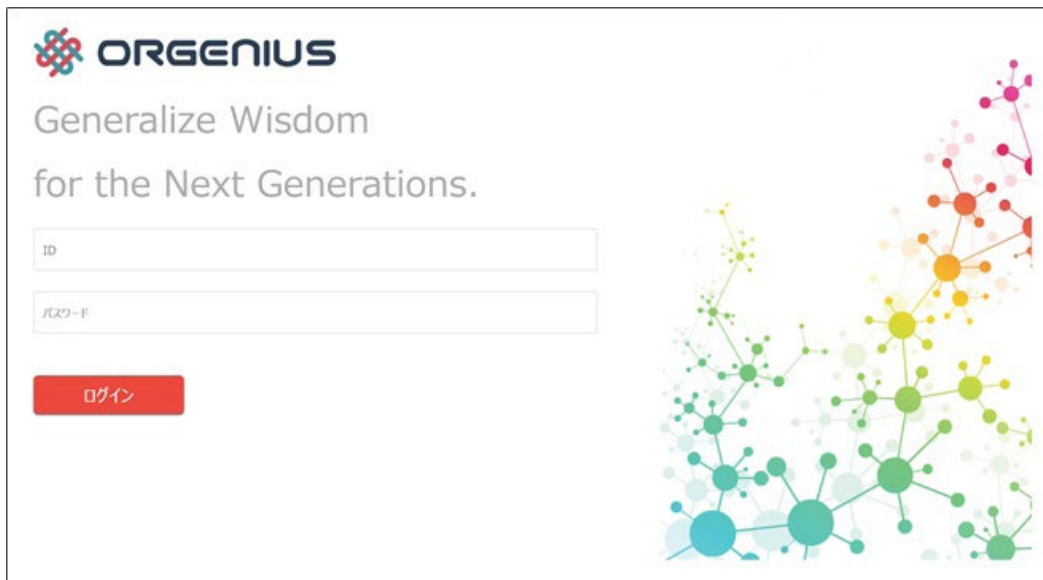 ORGENIUS
Generalize Wisdom
for the Next Generations.
ID
パスワード
ログイン